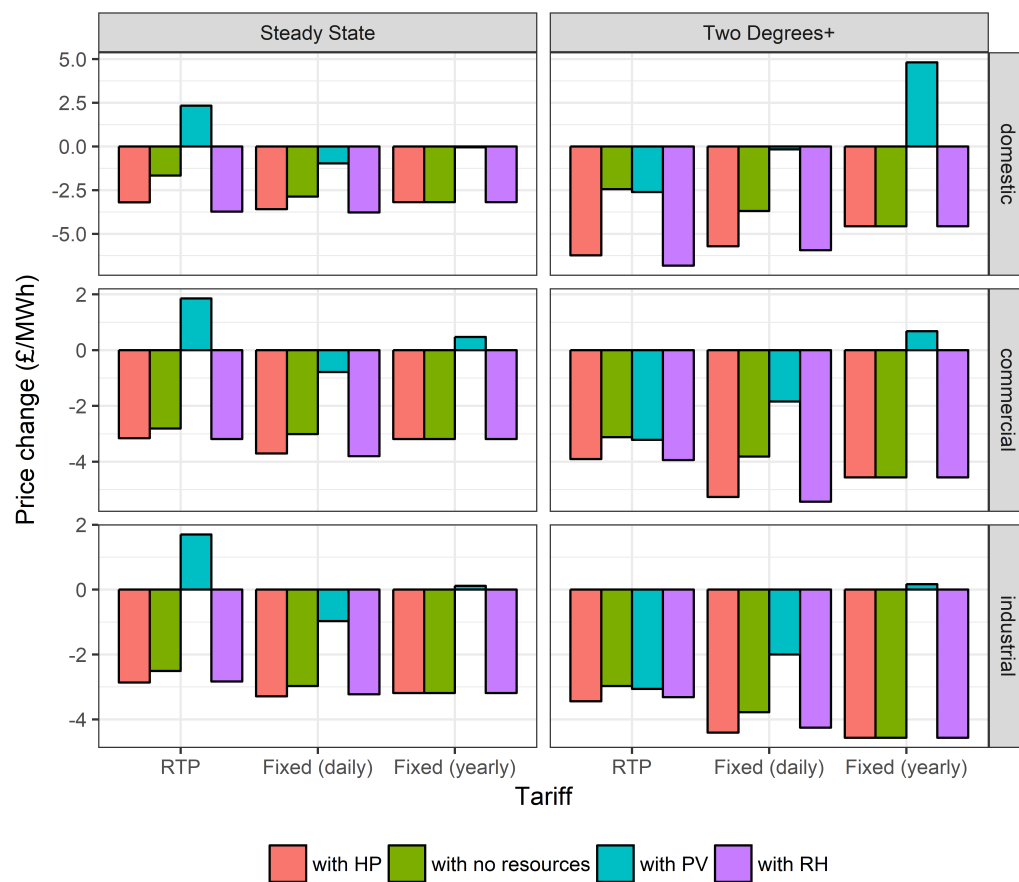 Steady State
Two Degrees+
5.0
2.5
0.0
-2.5
-5.0
domestic
2
0
-2
-4
commercial
2
0
-2
-4
industrial
Price change (£/MWh)
RTP Fixed (daily) Fixed (yearly)
RTP Fixed (daily) Fixed (yearly)
Tariff
with HP with no resources with PV with RH